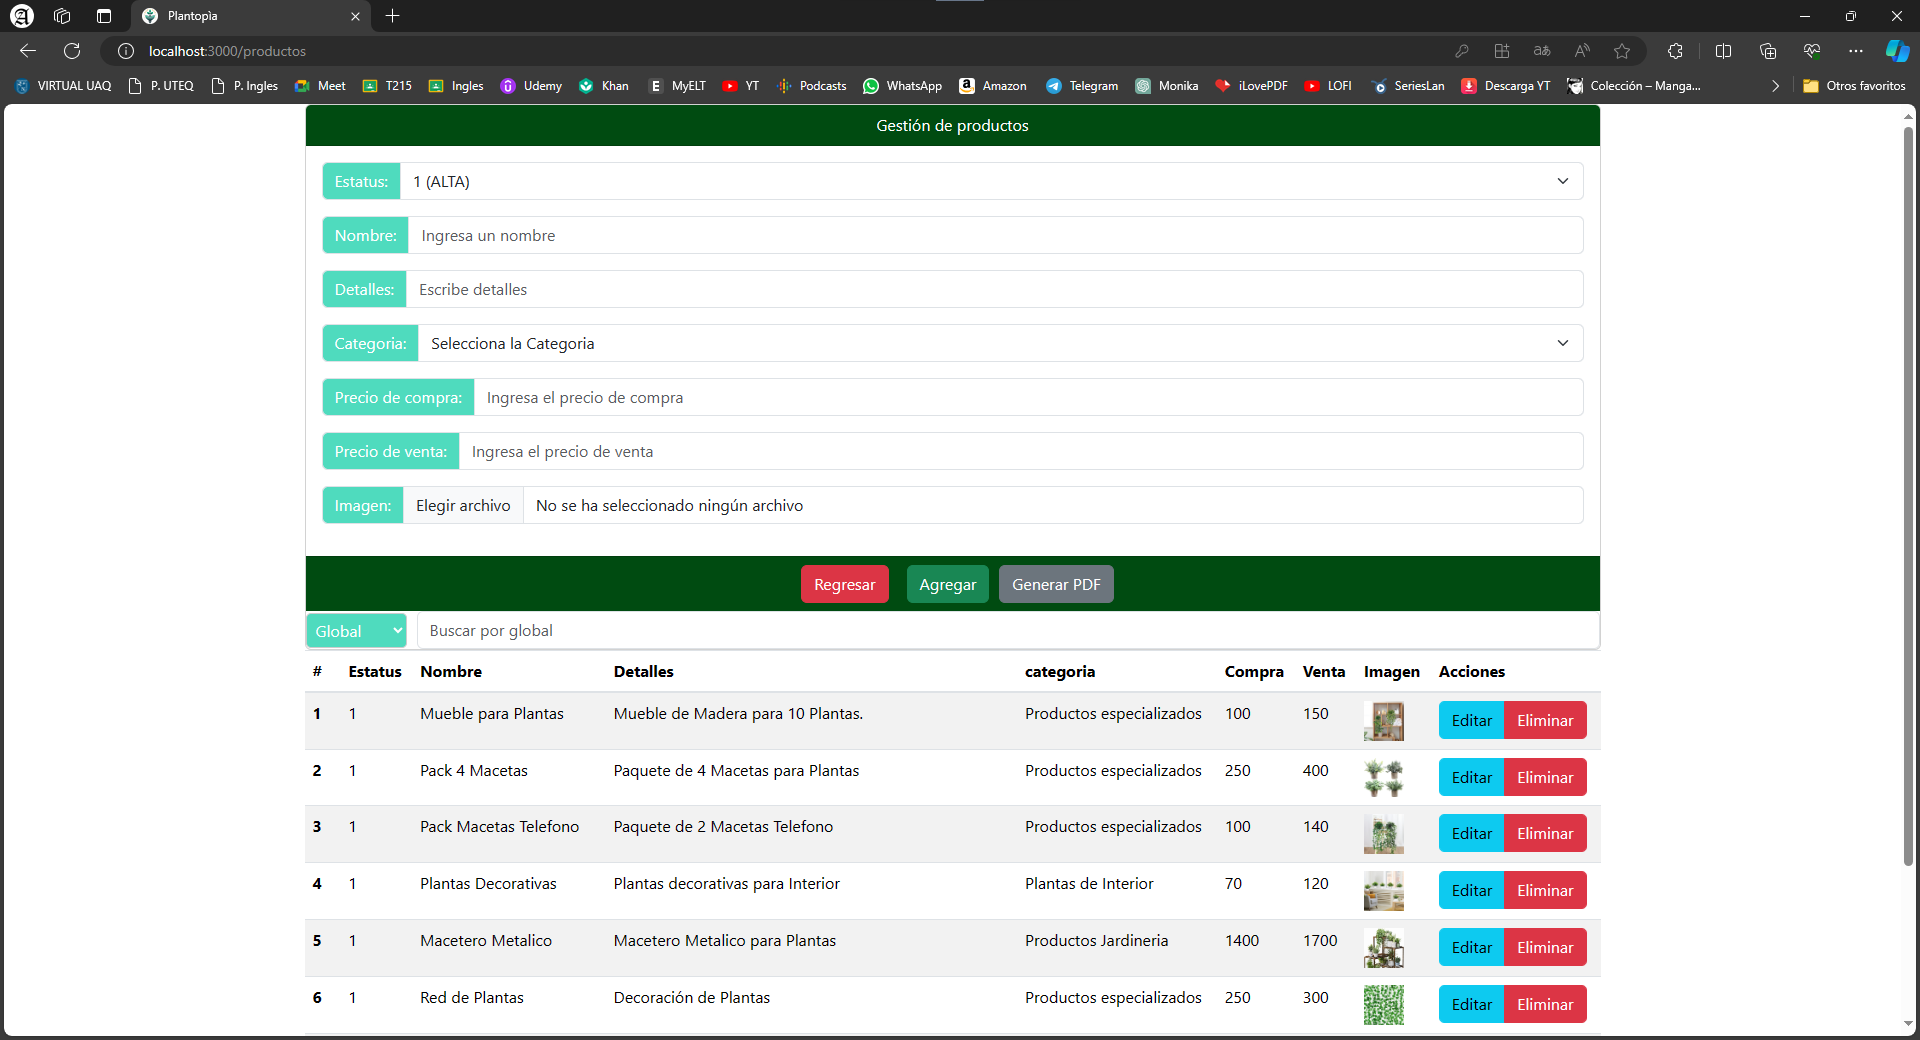 Plantopia
localhost:3000/productos
VIRTUAL UAQ P. UTEQ P. Ingles Meet T215 Ingles Udemy Khan MyELT YT Podcasts WhatsApp Amazon Telegram Monika iLovePDF LOFI SeriesLan Descarga YT Colección – Manga... Otros favoritos
Gestión de productos
Estatus: 1 (ALTA)
Nombre: Ingresa un nombre
Detalles: Escribe detalles
Categoria: Selecciona la Categoria
Precio de compra: Ingresa el precio de compra
Precio de venta: Ingresa el precio de venta
Imagen: Elegir archivo No se ha seleccionado ningún archivo
Regresar Agregar Generar PDF
Global Buscar por global
# Estatus Nombre Detalles categoria Compra Venta Imagen Acciones
1 1 Mueble para Plantas Mueble de Madera para 10 Plantas. Productos especializados 100 150 Editar Eliminar
2 1 Pack 4 Macetas Paquete de 4 Macetas para Plantas Productos especializados 250 400 Editar Eliminar
3 1 Pack Macetas Telefono Paquete de 2 Macetas Telefono Productos especializados 100 140 Editar Eliminar
4 1 Plantas Decorativas Plantas decorativas para Interior Plantas de Interior 70 120 Editar Eliminar
5 1 Macetero Metalico Macetero Metalico para Plantas Productos Jardineria 1400 1700 Editar Eliminar
6 1 Red de Plantas Decoración de Plantas Productos especializados 250 300 Editar Eliminar